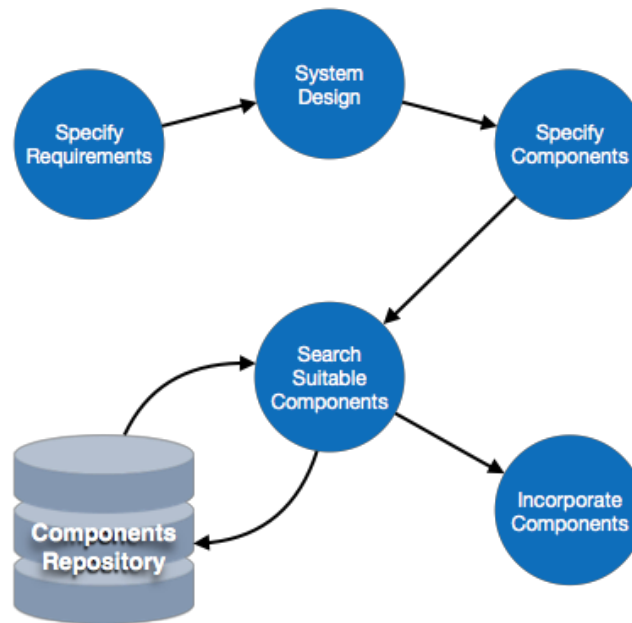 System
Design
Specify
Requirements
Specify
Components
Search
Suitable
Components
Components
Repository
Incorporate
Components